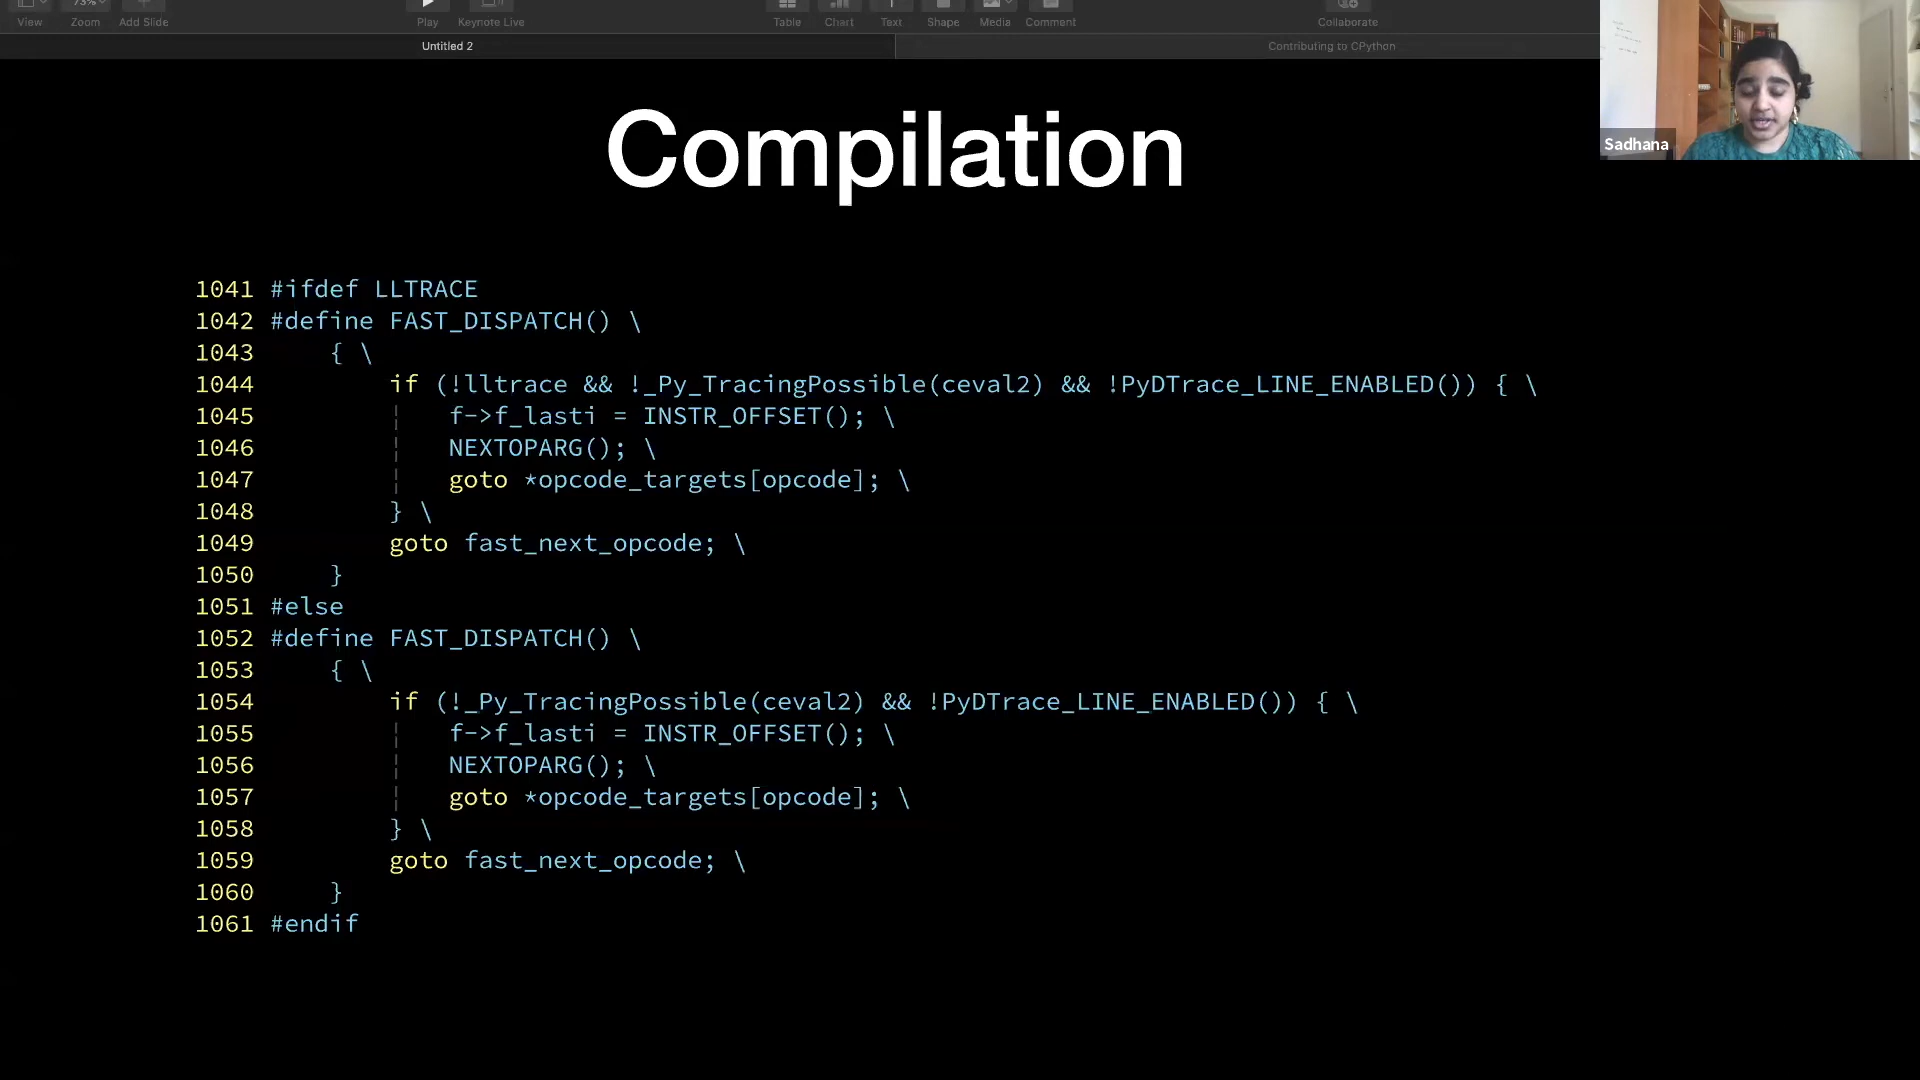 View
73%
Zoom
Add Slide
Play
Keynote Live
Table
Chart
Text
Shape
Media
Comment
Collaborate
Untitled 2
Contributing to CPython
Sadhana
Compilation
1041 #ifdef LLTRACE
1042 #define FAST_DISPATCH() \
1043 { \
1044 if (!lltrace && !_Py_TracingPossible(ceval2) && !PyDTrace_LINE_ENABLED()) { \
1045 f->f_lasti = INSTR_OFFSET(); \
1046 NEXTOPARG(); \
1047 goto *opcode_targets[opcode]; \
1048 } \
1049 goto fast_next_opcode; \
1050 }
1051 #else
1052 #define FAST_DISPATCH() \
1053 { \
1054 if (!_Py_TracingPossible(ceval2) && !PyDTrace_LINE_ENABLED()) { \
1055 f->f_lasti = INSTR_OFFSET(); \
1056 NEXTOPARG(); \
1057 goto *opcode_targets[opcode]; \
1058 } \
1059 goto fast_next_opcode; \
1060 }
1061 #endif